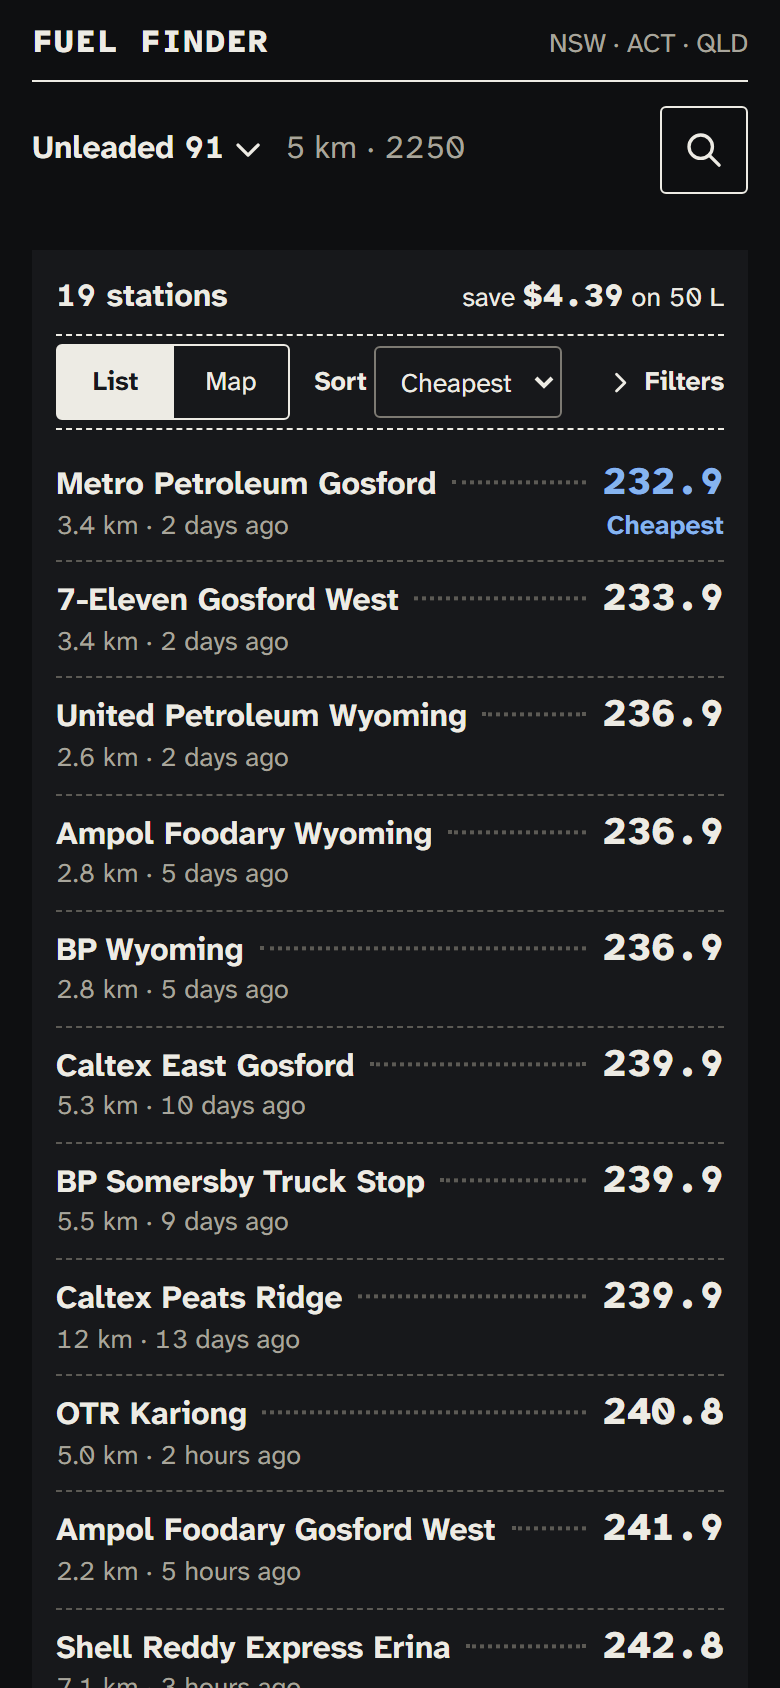 FUEL FINDER NSW · ACT · QLD
Unleaded 91 5 km · 2250
19 stations save $4.39 on 50 L
List Map Sort Cheapest Filters
Metro Petroleum Gosford 232.9
3.4 km · 2 days ago Cheapest
7-Eleven Gosford West 233.9
3.4 km · 2 days ago
United Petroleum Wyoming 236.9
2.6 km · 2 days ago
Ampol Foodary Wyoming 236.9
2.8 km · 5 days ago
BP Wyoming 236.9
2.8 km · 5 days ago
Caltex East Gosford 239.9
5.3 km · 10 days ago
BP Somersby Truck Stop 239.9
5.5 km · 9 days ago
Caltex Peats Ridge 239.9
12 km · 13 days ago
OTR Kariong 240.8
5.0 km · 2 hours ago
Ampol Foodary Gosford West 241.9
2.2 km · 5 hours ago
Shell Reddy Express Erina 242.8
7.1 km · 3 hours ago